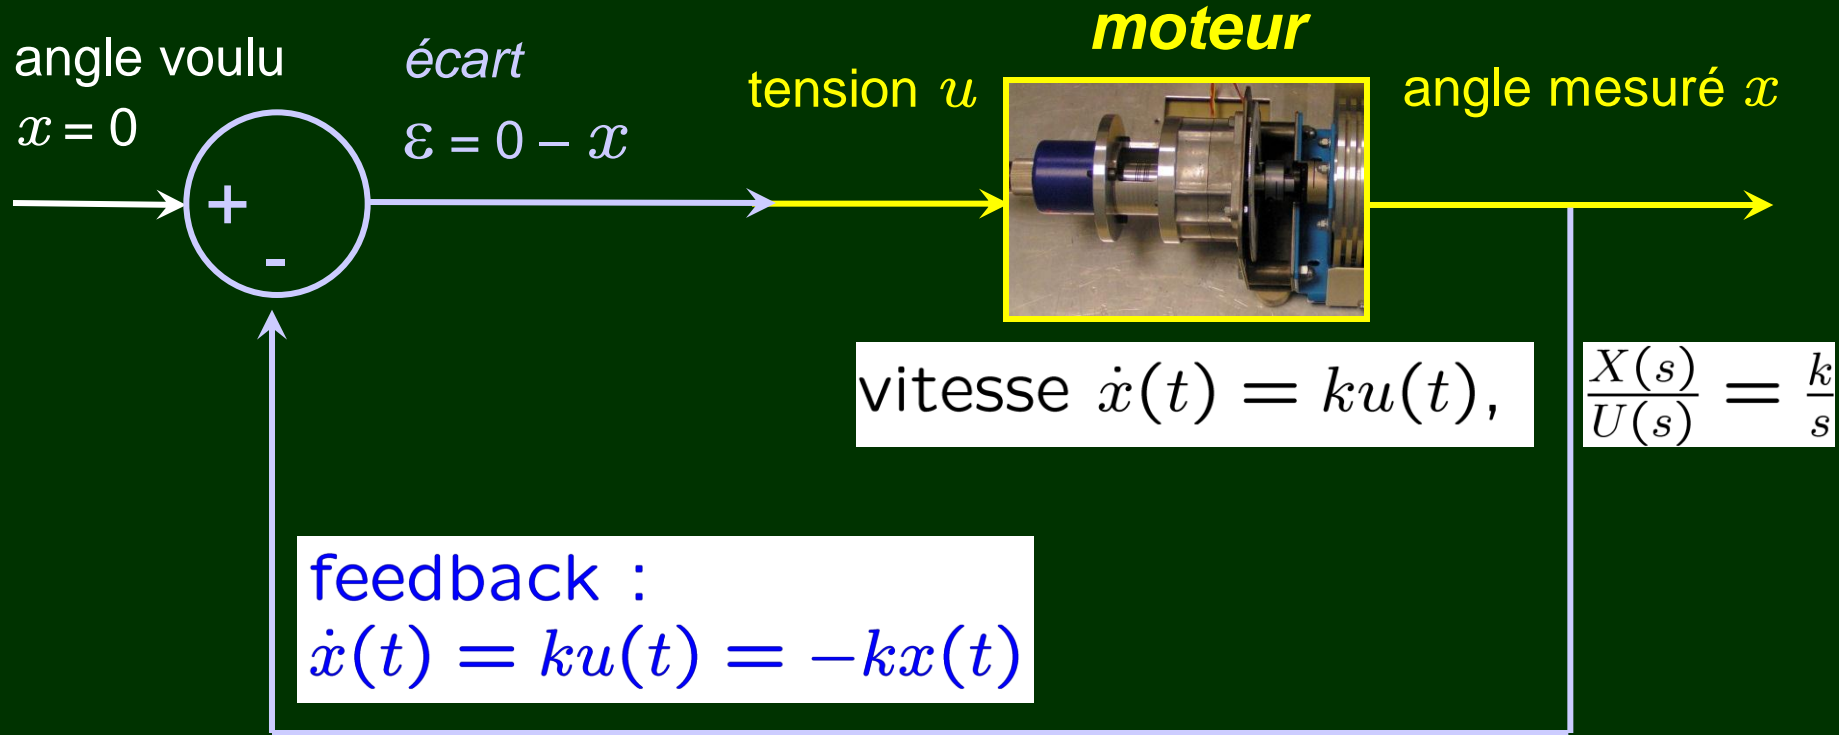 moteur
angle voulu
x = 0
écart
ε = 0 – x
tension u
angle mesuré x
+
-
vitesse ẋ(t) = ku(t),
X(s)/U(s) = k/s
feedback :
ẋ(t) = ku(t) = −kx(t)